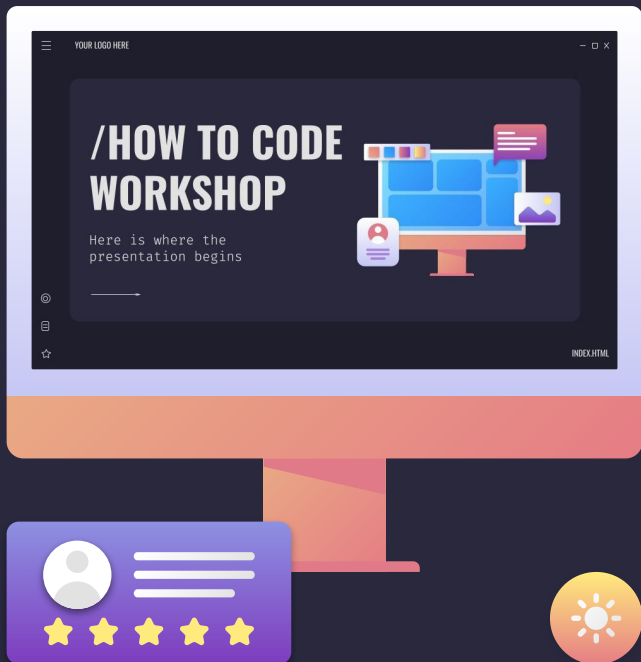 YOUR LOGO HERE
/HOW TO CODE
WORKSHOP
Here is where the
presentation begins
INDEX.HTML